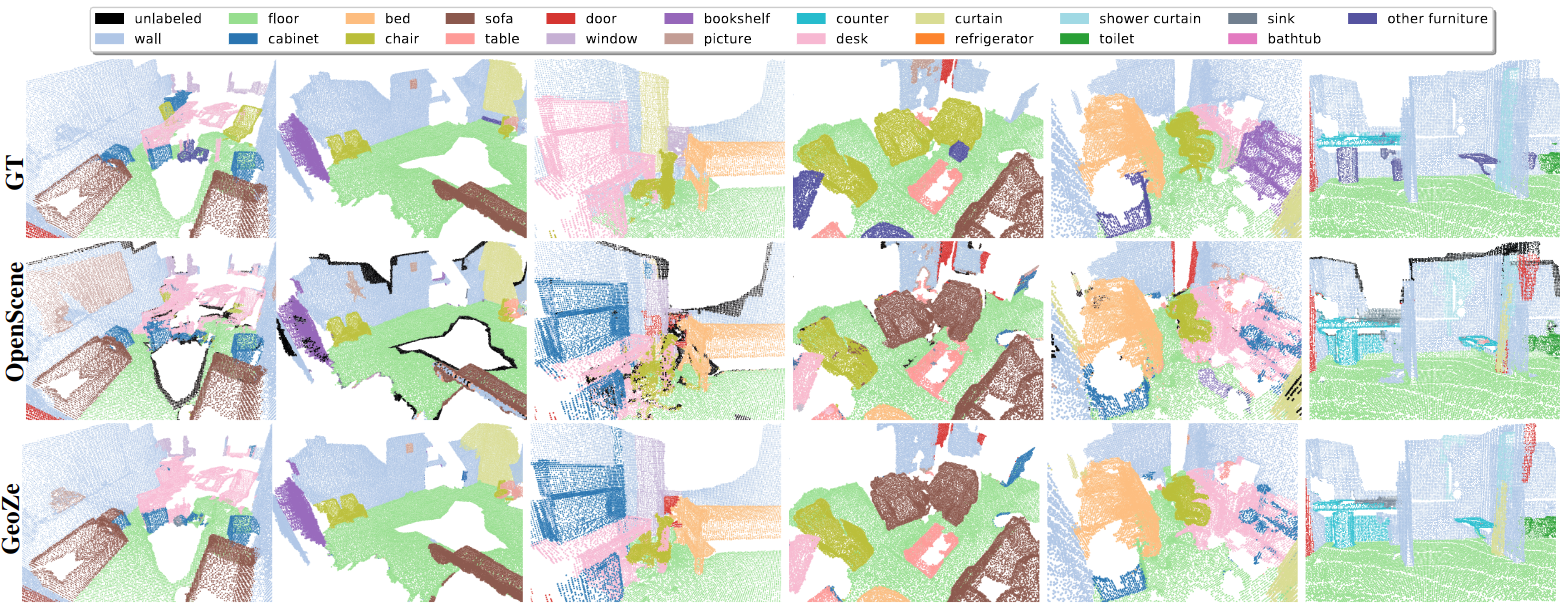 unlabeled floor bed sofa door bookshelf counter curtain shower curtain sink other furniture
wall cabinet chair table window picture desk refrigerator toilet bathtub
GT
OpenScene
GeoZe